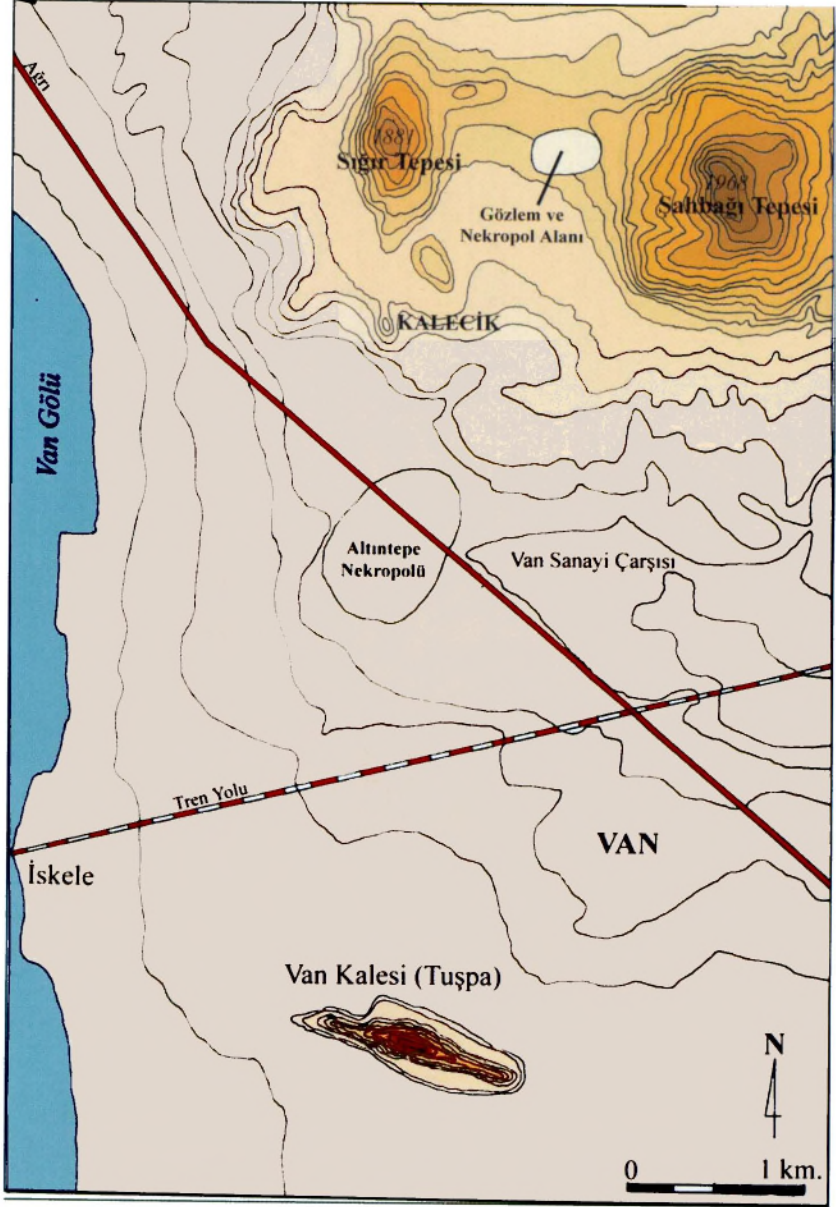 Ağrı
1881
Sığır Tepesi
1968
Şahbağı Tepesi
Gözlem ve
Nekropol Alanı
KALECİK
Van Gölü
Altıntepe
Nekropolü
Van Sanayi Çarşısı
Tren Yolu
VAN
İskele
Van Kalesi (Tuşpa)
N
0 1 km.